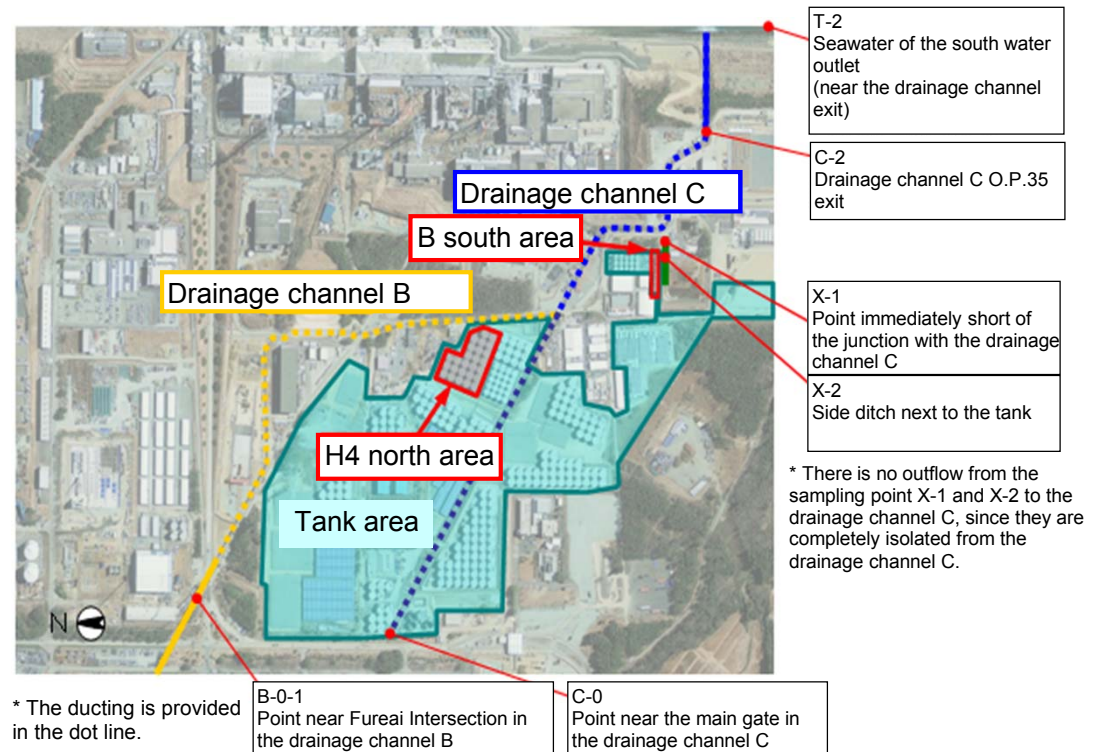 T-2
Seawater of the south water
outlet
(near the drainage channel
exit)
C-2
Drainage channel C O.P.35
exit
Drainage channel C
B south area
Drainage channel B
X-1
Point immediately short of
the junction with the drainage
channel C
X-2
Side ditch next to the tank
H4 north area
Tank area
* There is no outflow from the
sampling point X-1 and X-2 to the
drainage channel C, since they are
completely isolated from the
drainage channel C.
N
* The ducting is provided
in the dot line.
B-0-1
Point near Fureai Intersection in
the drainage channel B
C-0
Point near the main gate in
the drainage channel C